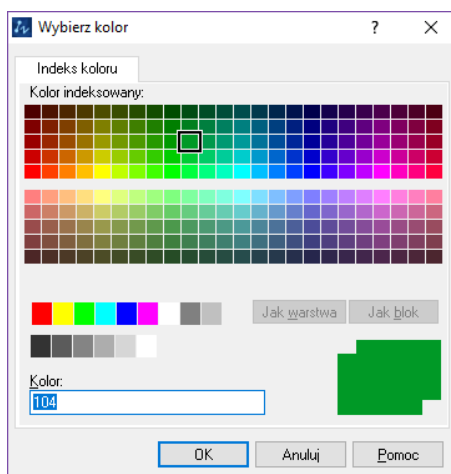 Wybierz kolor
Indeks koloru
Kolor indeksowany:
Jak warstwa Jak blok
Kolor:
104
OK Anuluj Pomoc